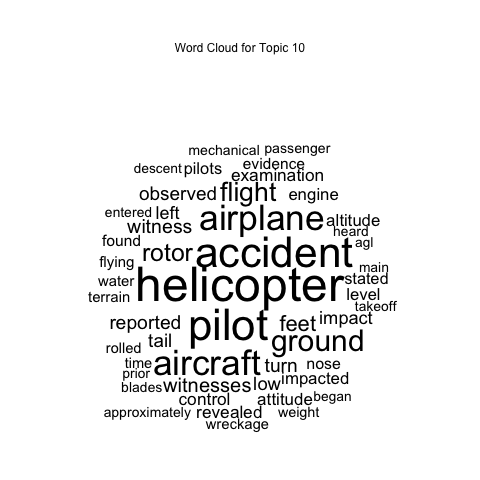 Word Cloud for Topic 10
mechanical passenger
descent pilots evidence
examination
observed flight engine
entered left airplane altitude
witness heard
found rotor accident agl
flying main
water helicopter stated
terrain level
takeoff
reported pilot feet impact
tail ground
rolled
time aircraft turn nose
prior
blades witnesses low impacted
control attitude began
approximately revealed weight
wreckage